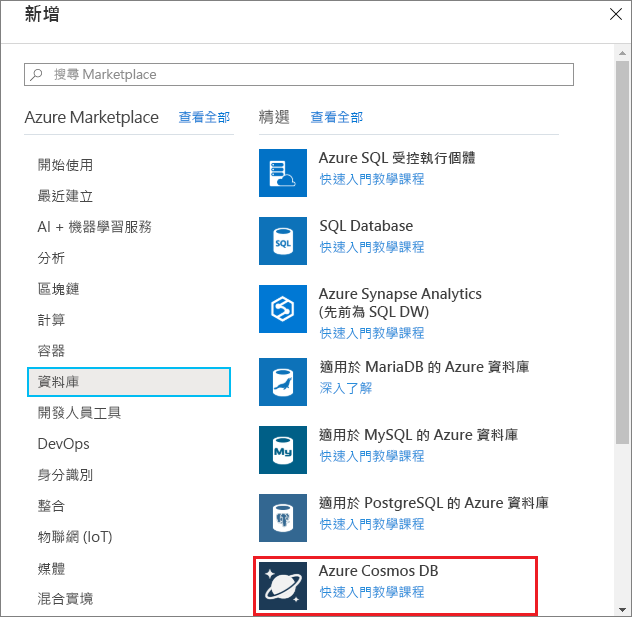 新增
搜尋 Marketplace
Azure Marketplace 查看全部
開始使用
最近建立
AI + 機器學習服務
分析
區塊鏈
計算
容器
資料庫
開發人員工具
DevOps
身分識別
整合
物聯網 (IoT)
媒體
混合實境
精選 查看全部
Azure SQL 受控執行個體
快速入門教學課程
SQL
SQL Database
快速入門教學課程
Azure Synapse Analytics
(先前為 SQL DW)
快速入門教學課程
適用於 MariaDB 的 Azure 資料庫
深入了解
My
適用於 MySQL 的 Azure 資料庫
快速入門教學課程
適用於 PostgreSQL 的 Azure 資料庫
快速入門教學課程
Azure Cosmos DB
快速入門教學課程